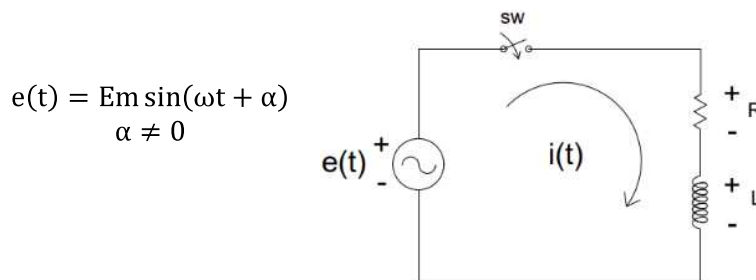 sw
e(t) = Em sin(ωt + α)
α ≠ 0
+
R
-
e(t)
+
-
i(t)
+
L
-